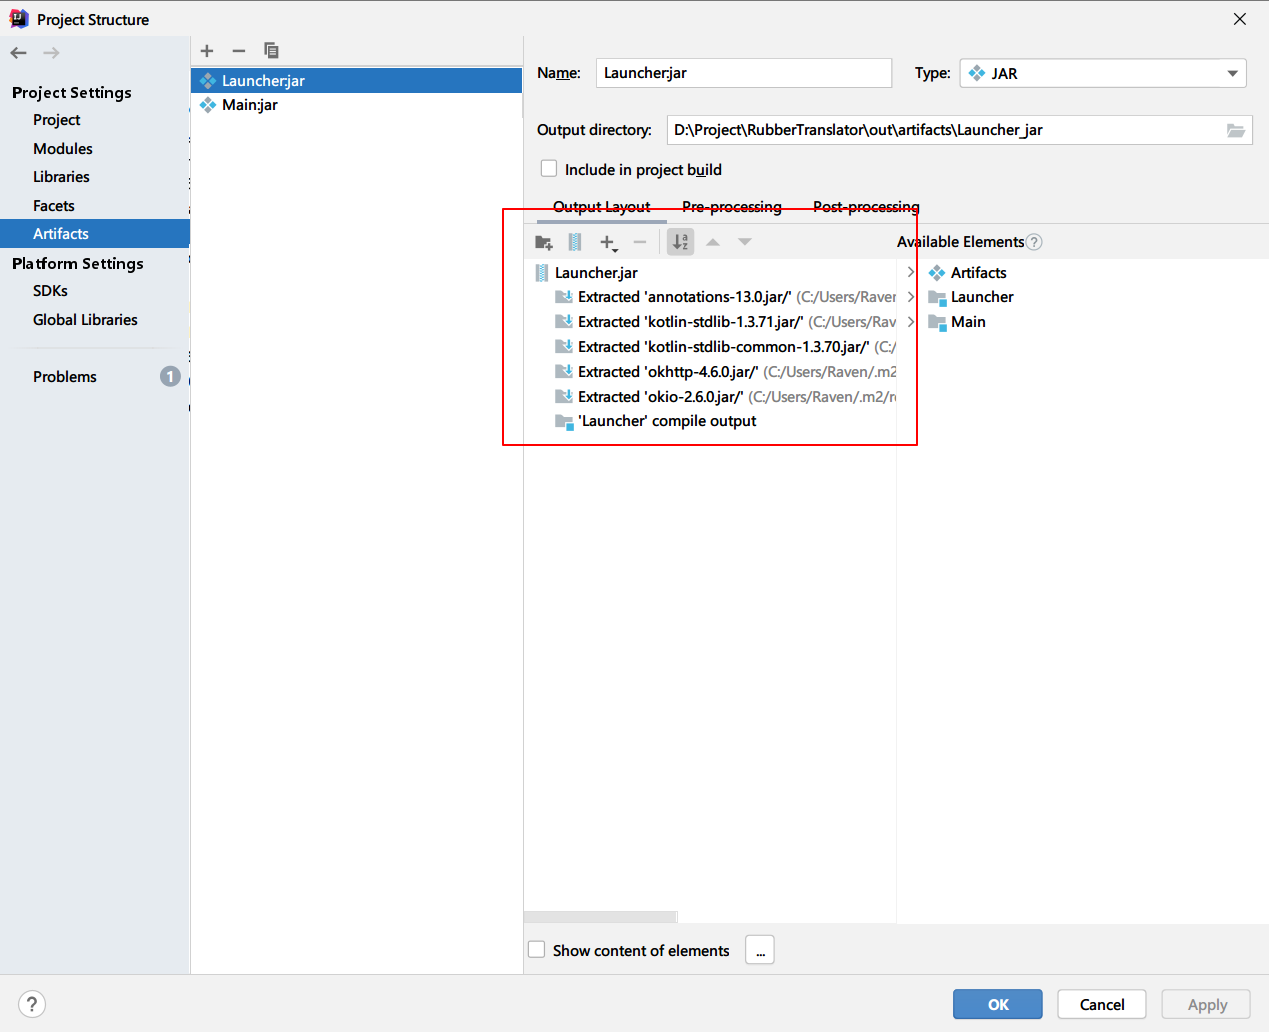 Project Structure
Project Settings
Project
Modules
Libraries
Facets
Artifacts
Platform Settings
SDKs
Global Libraries
Problems
1
Launcher:jar
Main:jar
Name:
Launcher:jar
Type:
JAR
Output directory:
D:\Project\RubberTranslator\out\artifacts\Launcher_jar
Include in project build
Output Layout
Pre-processing
Post-processing
Launcher.jar
Extracted 'annotations-13.0.jar/' (C:/Users/Raven
Extracted 'kotlin-stdlib-1.3.71.jar/' (C:/Users/Rav
Extracted 'kotlin-stdlib-common-1.3.70.jar/' (C:/
Extracted 'okhttp-4.6.0.jar/' (C:/Users/Raven/.m2
Extracted 'okio-2.6.0.jar/' (C:/Users/Raven/.m2/re
'Launcher' compile output
Available Elements ?
Artifacts
Launcher
Main
Show content of elements
...
?
OK
Cancel
Apply